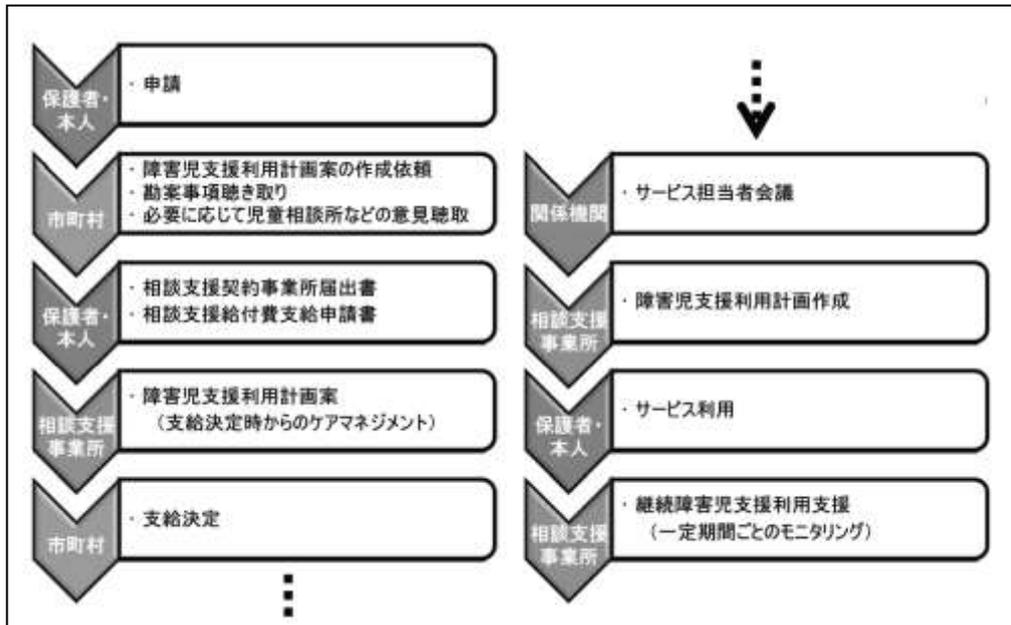 保護者・
本人
・ 申請
市町村
・ 障害児支援利用計画案の作成依頼
・ 勘案事項聴き取り
・ 必要に応じて児童相談所などの意見聴取
保護者・
本人
・ 相談支援契約事業所届出書
・ 相談支援給付費支給申請書
相談支援
事業所
・ 障害児支援利用計画案
（支給決定時からのケアマネジメント）
市町村
・ 支給決定
関係機関
・ サービス担当者会議
相談支援
事業所
・ 障害児支援利用計画作成
保護者・
本人
・ サービス利用
相談支援
事業所
・ 継続障害児支援利用支援
（一定期間ごとのモニタリング）